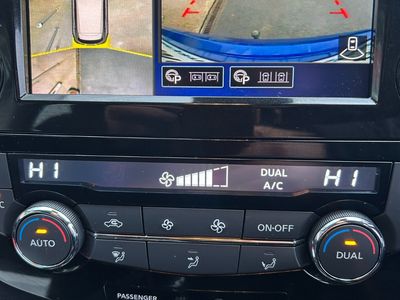 P
P
HI
DUAL
A/C
HI
AUTO
ON·OFF
DUAL
PASSENGER